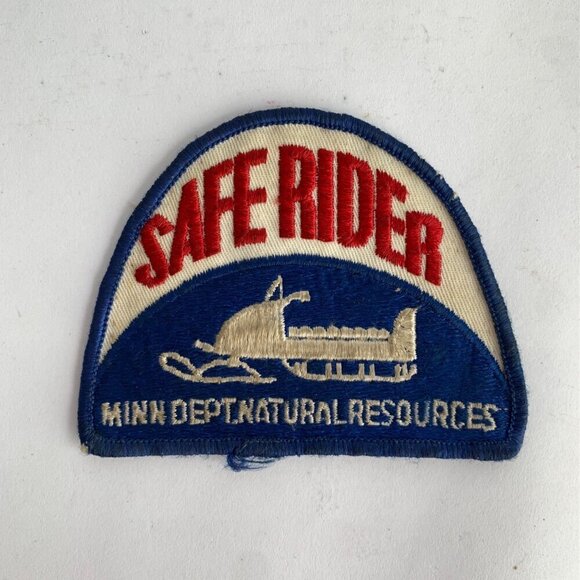 SAFE RIDER
MINN DEPT.NATURAL RESOURCES